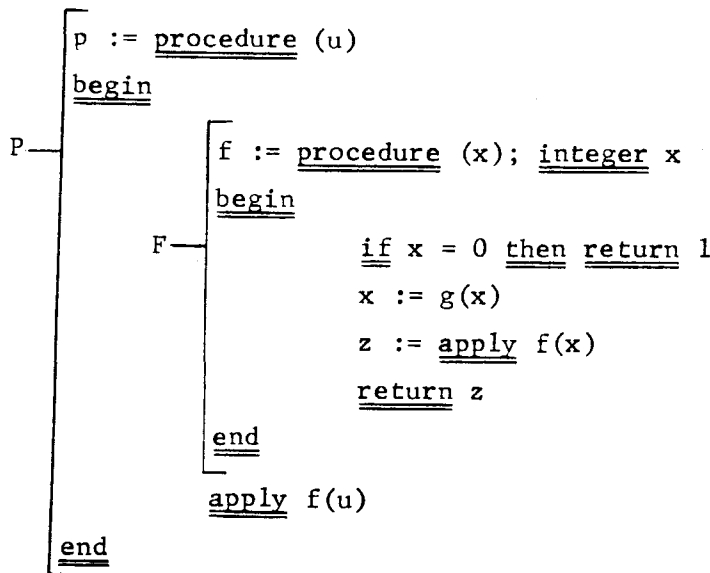 p := procedure (u)
begin
P
f := procedure (x); integer x
begin
F
if x = 0 then return 1
x := g(x)
z := apply f(x)
return z
end
apply f(u)
end